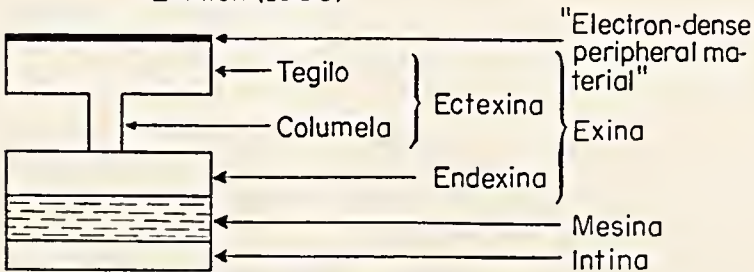 "Electron-dense
peripheral ma-
terial"
Tegilo
Ectexina
Columela
Exina
Endexina
Mesina
Intina